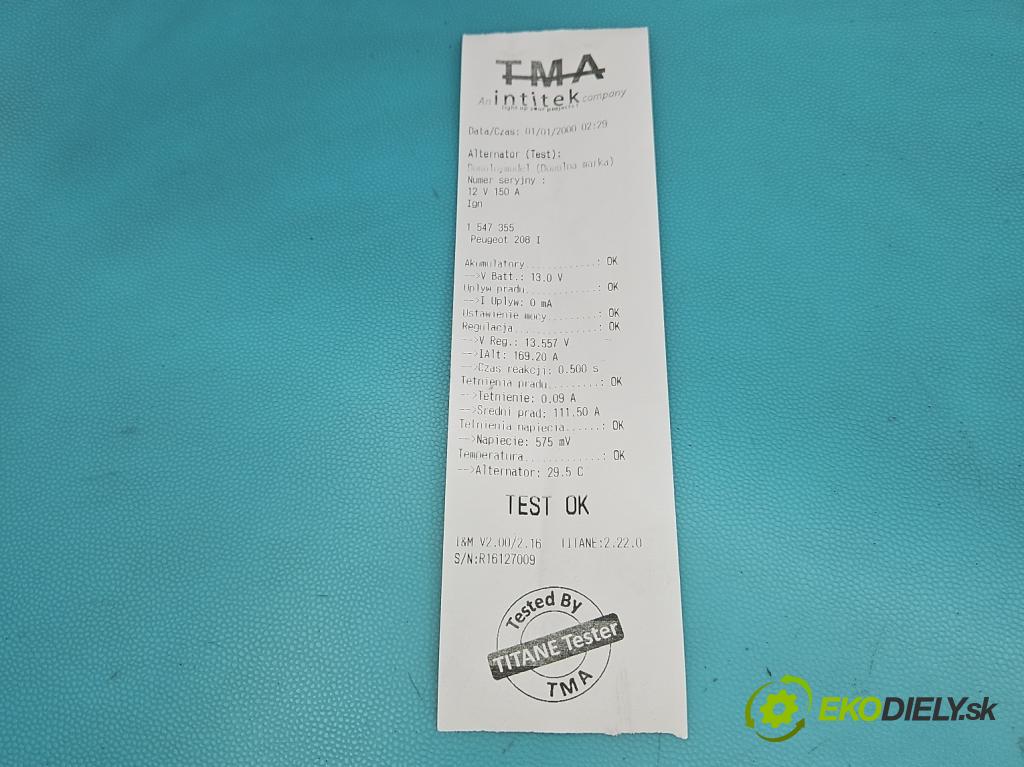 TMA
An intitek company
light up your projects!
Data/Czas: 01/01/2000 02:29
Alternator (Test):
(Domulna marka)
Numer seryjny :
12 V 150 A
Ign
1 547 355
Peugeot 208 I
Akumulatory............: OK
-->V Batt.: 13.0 V
Uplyw pradu............: OK
-->I Uplyw: 0 mA
Ustawienie mocy........: OK
Regulacja..............: OK
-->V Reg.: 13.557 V
-->IAlt: 169.20 A
-->Czas reakcji: 0.500 s
Tetnienia pradu........: OK
-->Tetnienie: 0.09 A
-->Sredni prad: 111.50 A
Tetnienia napiecia.....: OK
-->Napiecie: 575 mV
Temperatura............: OK
-->Alternator: 29.5 C
TEST OK
I&M V2.00/2.16 TITANE:2.22.0
S/N:R16127009
Tested By
TITANE Tester
TMA
EKODIELY.sk